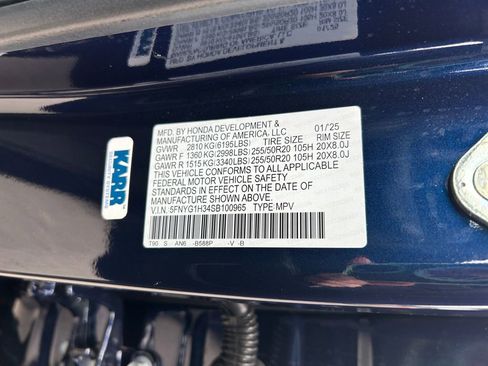 MFD. BY HONDA DEVELOPMENT &
MANUFACTURING OF AMERICA, LLC 01/'25
GVWR 2810 KG(6195LBS) TIRE SIZE RIM SIZE
GAWR F 1360 KG(2998LBS) 255/50R20 105H 20X8.0J
GAWR R 1515 KG(3340LBS) 255/50R20 105H 20X8.0J
THIS VEHICLE CONFORMS TO ALL APPLICABLE
FEDERAL MOTOR VEHICLE SAFETY
STANDARDS IN EFFECT ON THE DATE OF
MANUFACTURE SHOWN ABOVE.
V.I.N.:5FNYG1H34SB100965 TYPE:MPV
T90 S AN6 -B588P -V -B
KARR